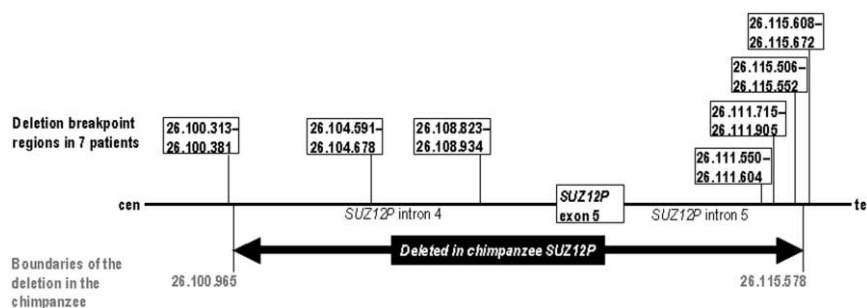 26.115.608–
26.115.672
26.115.506–
26.115.552
Deletion breakpoint
regions in 7 patients
26.100.313–
26.100.381
26.104.591–
26.104.678
26.108.823–
26.108.934
26.111.715–
26.111.905
26.111.550–
26.111.604
cen
SUZ12P intron 4
SUZ12P
exon 5
SUZ12P intron 5
te
Deleted in chimpanzee SUZ12P
Boundaries of the
deletion in the
chimpanzee
26.100.965
26.115.578